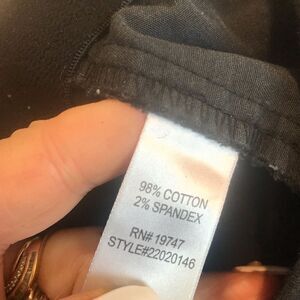 98% COTTON
2% SPANDEX
RN# 19747
STYLE#22020146